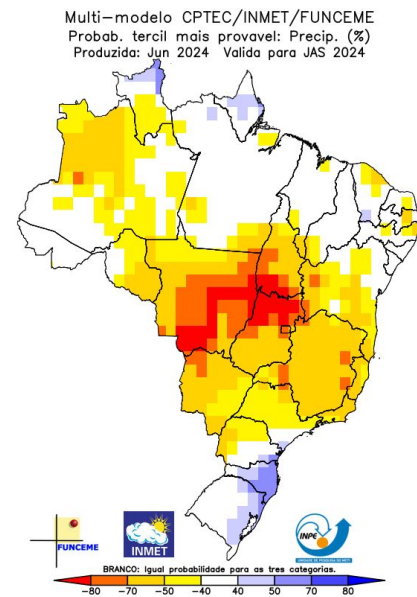 Multi-modelo CPTEC/INMET/FUNCEME
Probab. tercil mais provavel: Precip. (%)
Produzida: Jun 2024 Valida para JAS 2024
FUNCEME
INMET
INPE
BRANCO: Igual probabilidade para as tres categorias.
-80 -70 -60 -50 -40 40 50 70 80